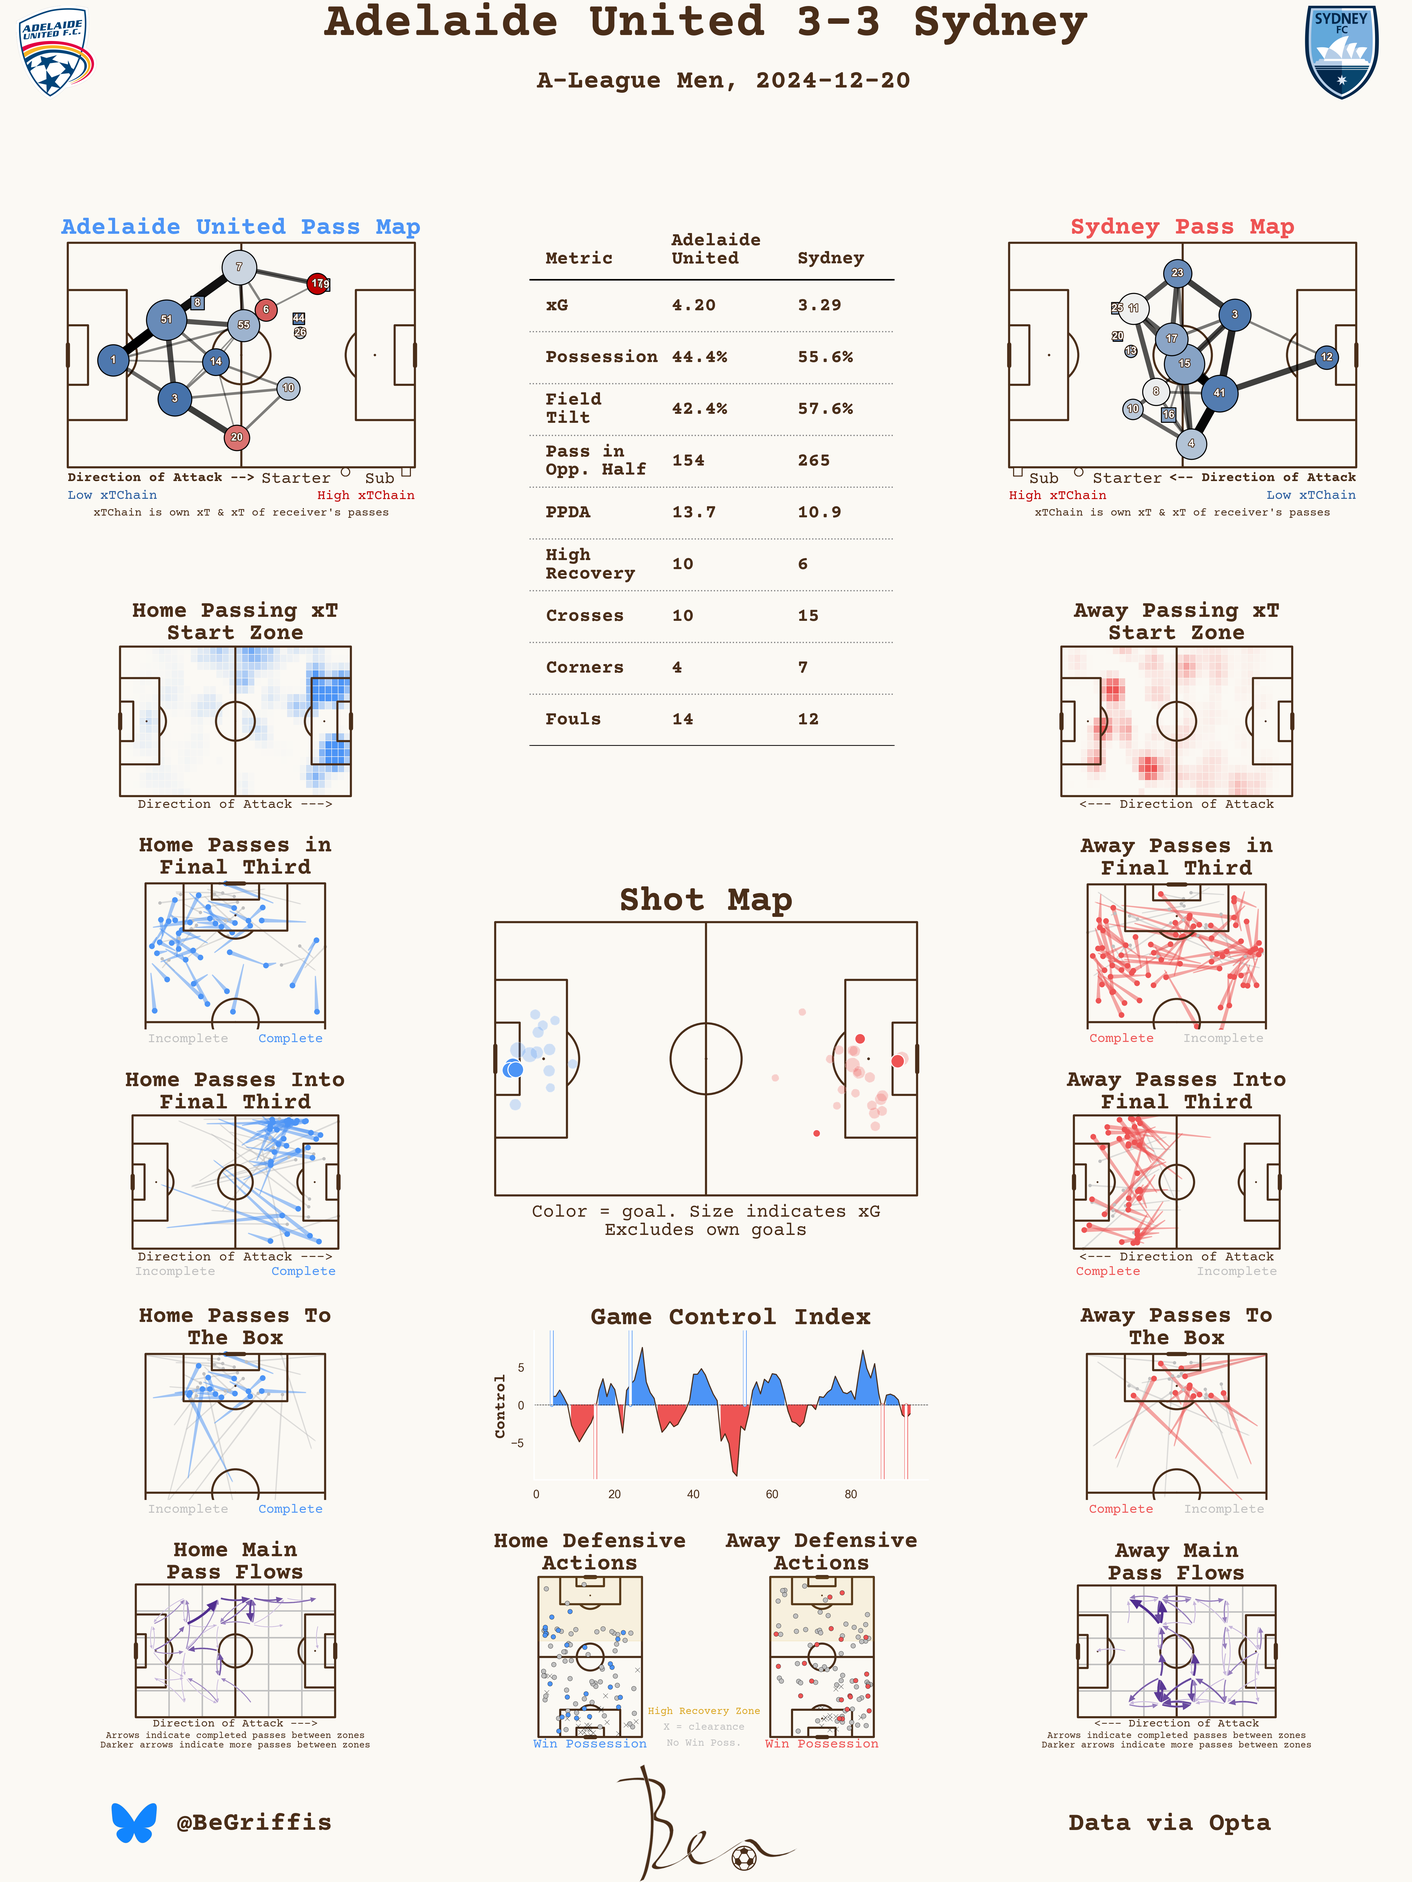 Adelaide United 3-3 Sydney
A-League Men, 2024-12-20
ADELAIDE
UNITED F.C.
SYDNEY
FC
Adelaide United Pass Map
7
17
9
8
6
51
44
55
26
1
14
10
3
20
Direction of Attack --> Starter Sub
Low xTChain High xTChain
xTChain is own xT & xT of receiver's passes
Metric Adelaide United Sydney
xG 4.20 3.29
Possession 44.4% 55.6%
Field Tilt 42.4% 57.6%
Pass in Opp. Half 154 265
PPDA 13.7 10.9
High Recovery 10 6
Crosses 10 15
Corners 4 7
Fouls 14 12
Sydney Pass Map
23
25
11
3
20
17
13
15
12
8
41
10
16
4
Sub Starter <-- Direction of Attack
High xTChain Low xTChain
xTChain is own xT & xT of receiver's passes
Home Passing xT
Start Zone
Direction of Attack --->
Away Passing xT
Start Zone
<--- Direction of Attack
Home Passes in
Final Third
Incomplete Complete
Away Passes in
Final Third
Complete Incomplete
Shot Map
Color = goal. Size indicates xG
Excludes own goals
Home Passes Into
Final Third
Direction of Attack --->
Incomplete Complete
Away Passes Into
Final Third
<--- Direction of Attack
Complete Incomplete
Home Passes To
The Box
Incomplete Complete
Game Control Index
Control
5
0
−5
0 20 40 60 80
Away Passes To
The Box
Complete Incomplete
Home Main
Pass Flows
Direction of Attack --->
Arrows indicate completed passes between zones
Darker arrows indicate more passes between zones
Home Defensive
Actions
Win Possession
Away Defensive
Actions
Win Possession
High Recovery Zone
X = clearance
No Win Poss.
Away Main
Pass Flows
<--- Direction of Attack
Arrows indicate completed passes between zones
Darker arrows indicate more passes between zones
@BeGriffis
Ben
Data via Opta